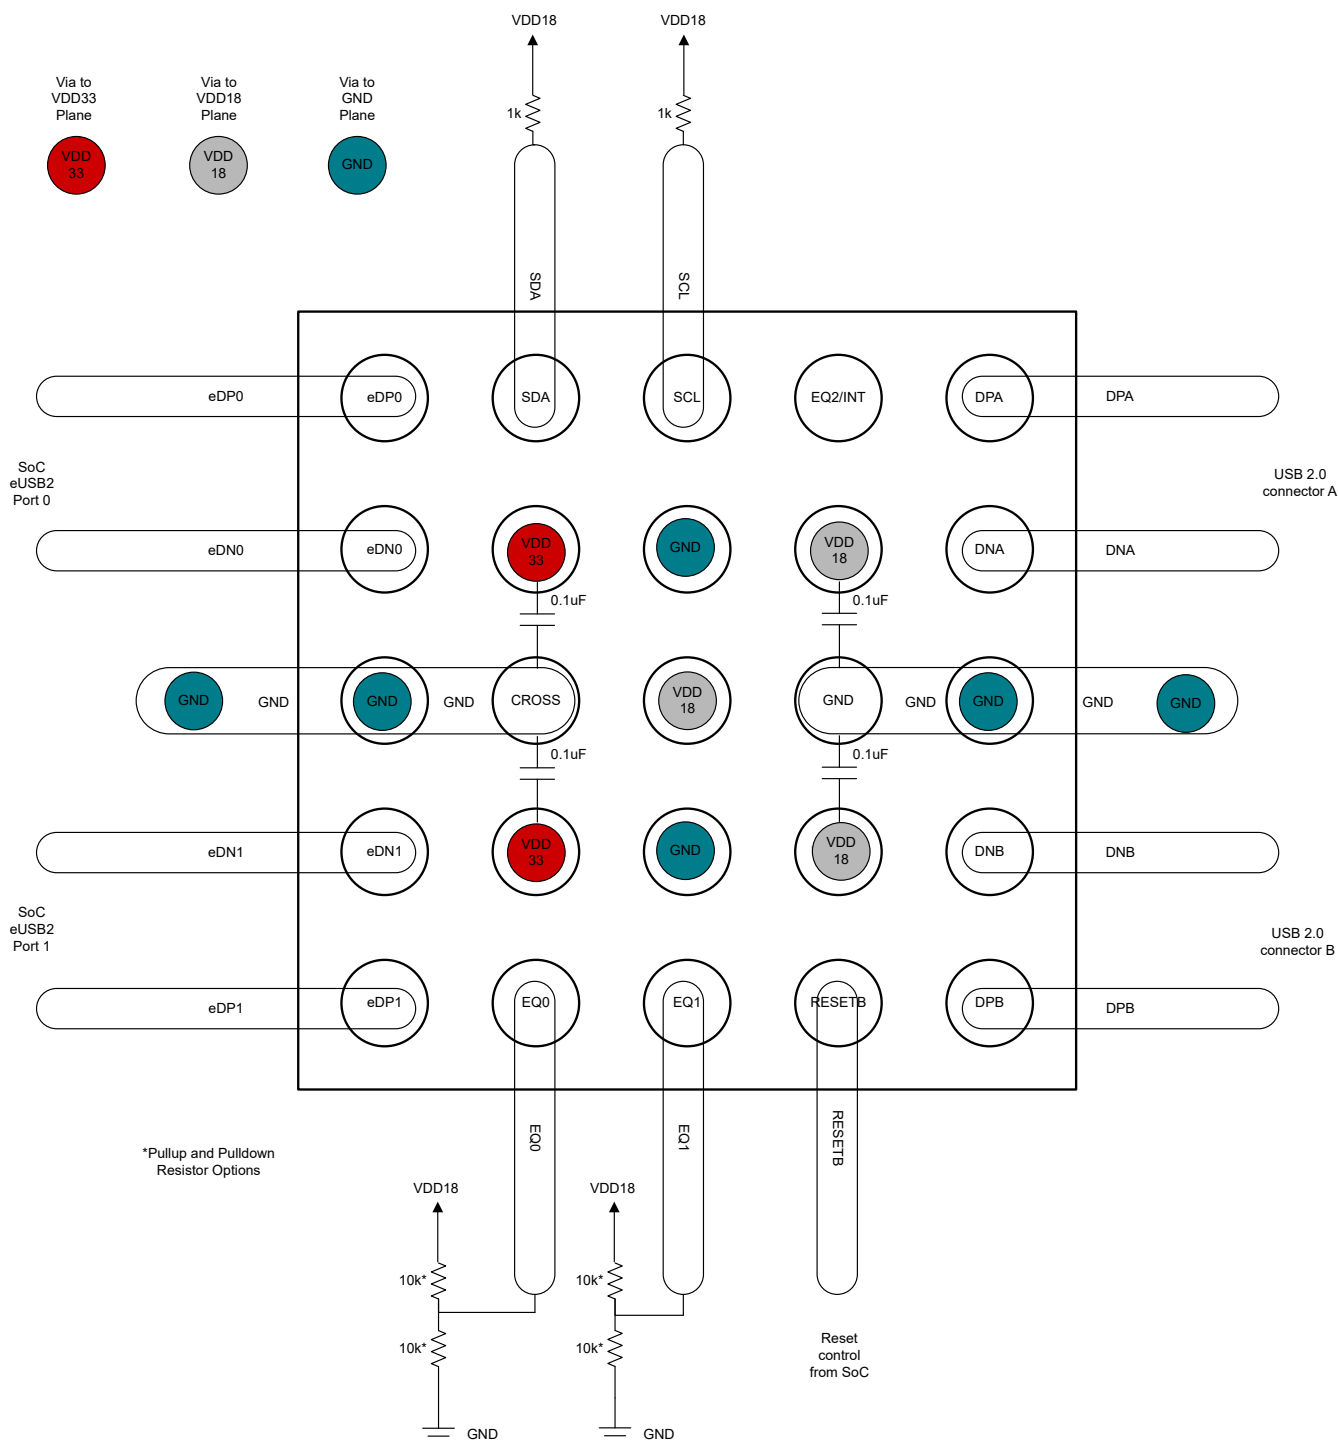 VDD18
VDD18
Via to
VDD33
Plane
Via to
VDD18
Plane
Via to
GND
Plane
1k
1k
VDD
33
VDD
18
GND
SDA
SCL
eDP0
eDP0
SDA
SCL
EQ2/INT
DPA
DPA
SoC
eUSB2
Port 0
USB 2.0
connector A
eDN0
eDN0
VDD
33
GND
VDD
18
DNA
DNA
0.1uF
0.1uF
GND
GND
GND
GND
CROSS
VDD
18
GND
GND
GND
GND
GND
0.1uF
0.1uF
eDN1
eDN1
VDD
33
GND
VDD
18
DNB
DNB
SoC
eUSB2
Port 1
USB 2.0
connector B
eDP1
eDP1
EQ0
EQ1
RESETB
DPB
DPB
EQ0
EQ1
RESETB
*Pullup and Pulldown
Resistor Options
VDD18
VDD18
10k*
10k*
10k*
10k*
Reset
control
from SoC
GND
GND